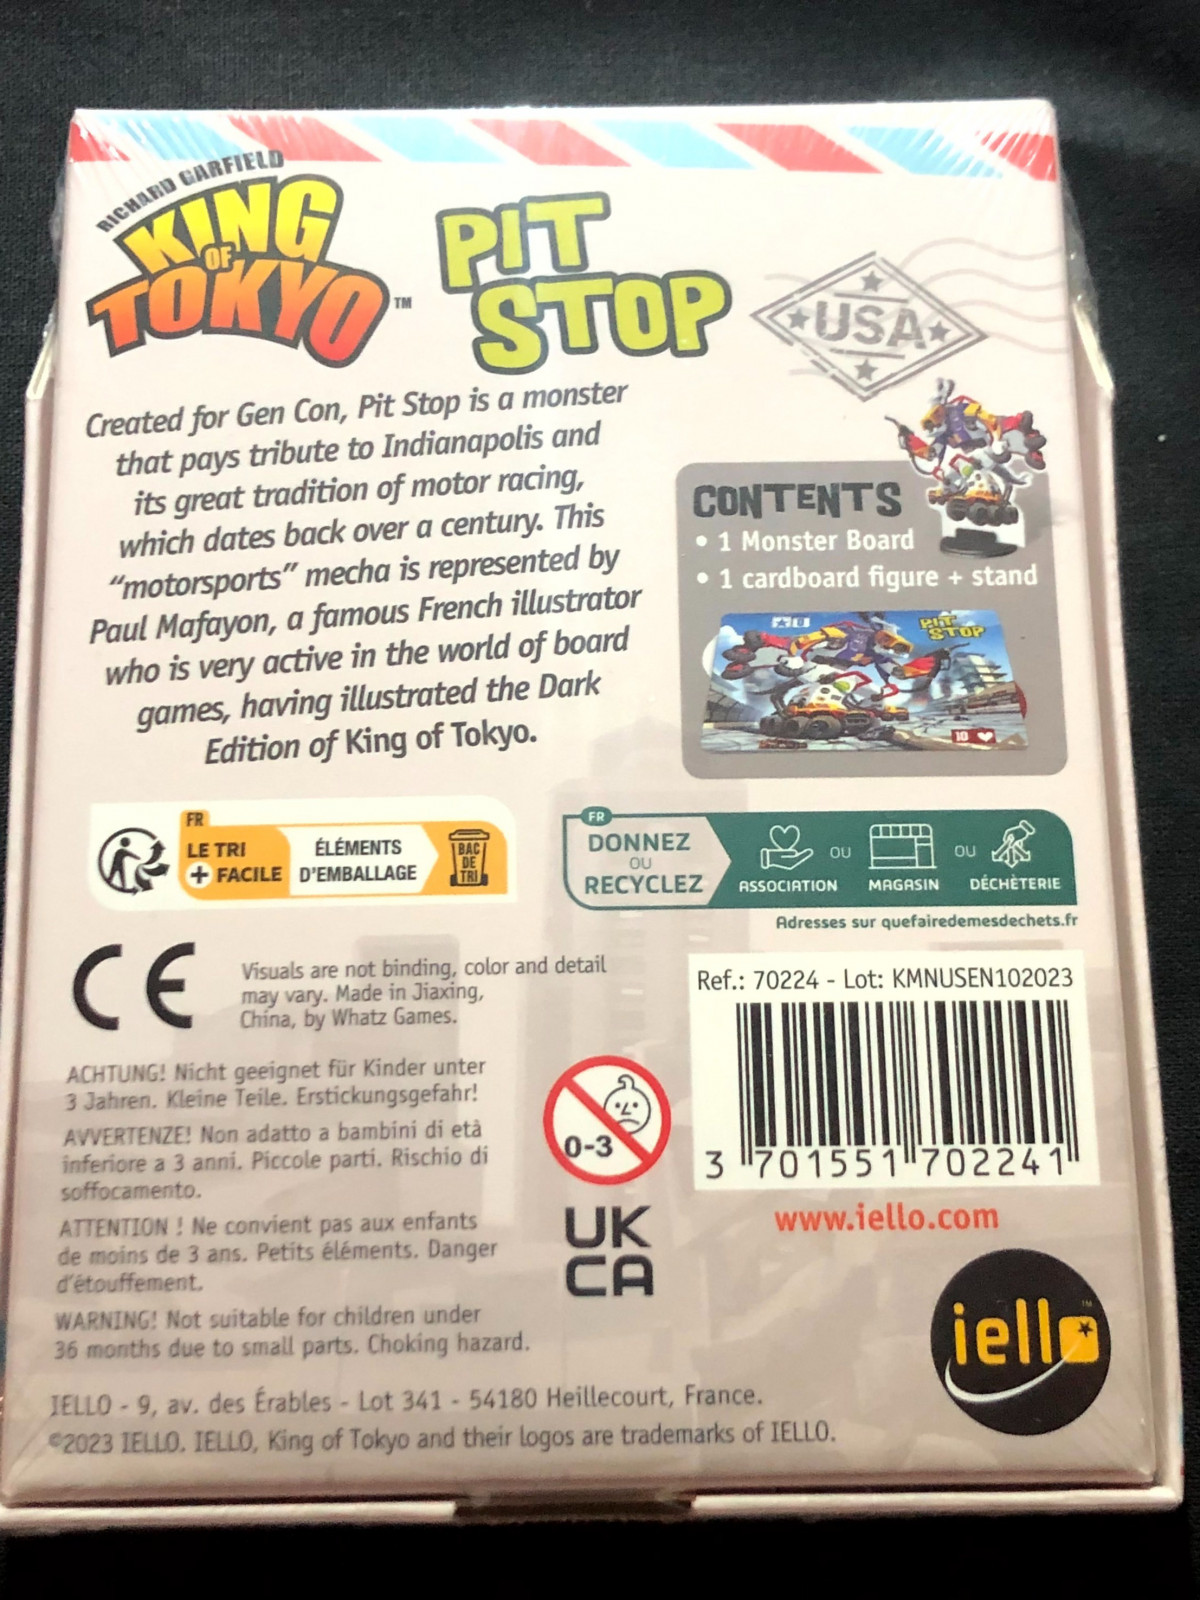 RICHARD GARFIELD
KING
OF
TOKYO™
PIT
STOP
USA
Created for Gen Con, Pit Stop is a monster
that pays tribute to Indianapolis and
its great tradition of motor racing,
which dates back over a century. This
“motorsports” mecha is represented by
Paul Mafayon, a famous French illustrator
who is very active in the world of board
games, having illustrated the Dark
Edition of King of Tokyo.
CONTENTS
• 1 Monster Board
• 1 cardboard figure + stand
0
PIT
STOP
10
FR
LE TRI
+ FACILE
ÉLÉMENTS
D'EMBALLAGE
BAC
DE
TRI
FR
DONNEZ
OU
RECYCLEZ
ASSOCIATION
OU
MAGASIN
OU
DÉCHÈTERIE
Adresses sur quefairedemesdechets.fr
CE
Visuals are not binding, color and detail
may vary. Made in Jiaxing,
China, by Whatz Games.
Ref.: 70224 - Lot: KMNUSEN102023
3 701551 702241
www.iello.com
ACHTUNG! Nicht geeignet für Kinder unter
3 Jahren. Kleine Teile. Erstickungsgefahr!
AVVERTENZE! Non adatto a bambini di età
inferiore a 3 anni. Piccole parti. Rischio di
soffocamento.
ATTENTION ! Ne convient pas aux enfants
de moins de 3 ans. Petits éléments. Danger
d'étouffement.
WARNING! Not suitable for children under
36 months due to small parts. Choking hazard.
0-3
UK
CA
iello™
IELLO - 9, av. des Érables - Lot 341 - 54180 Heillecourt, France.
©2023 IELLO. IELLO, King of Tokyo and their logos are trademarks of IELLO.